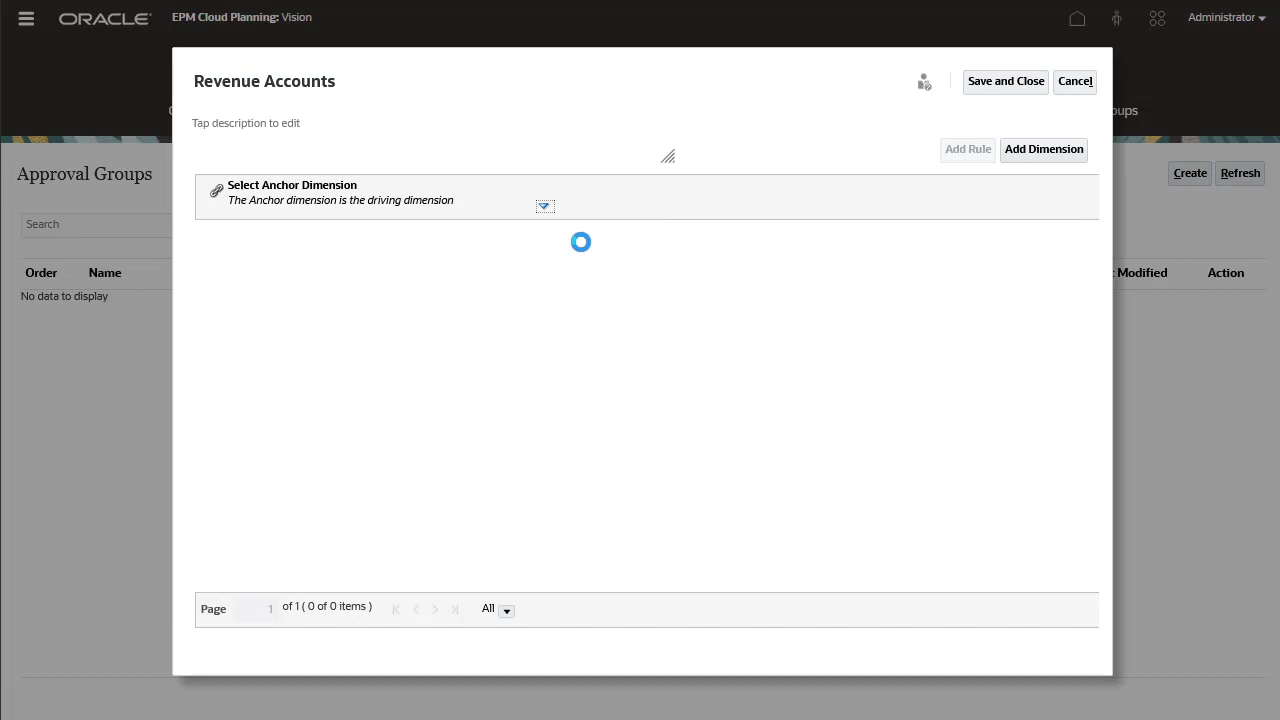 ORACLE® EPM Cloud Planning: Vision Administrator
Revenue Accounts Save and Close Cancel
oups
Tap description to edit
Add Rule Add Dimension
Approval Groups Create Refresh
Select Anchor Dimension
The Anchor dimension is the driving dimension
Search
Order Name Modified Action
No data to display
Page 1 of 1 ( 0 of 0 items ) All